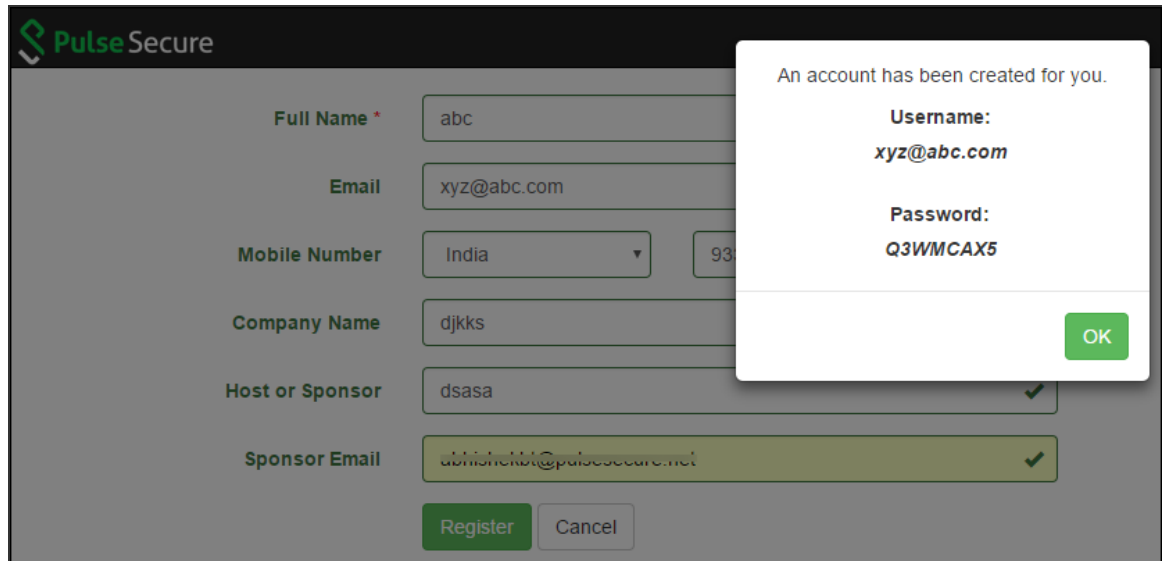 Pulse Secure
An account has been created for you.
Username:
xyz@abc.com
Password:
Q3WMCAX5
OK
Full Name *
abc
Email
xyz@abc.com
Mobile Number
India
93
Company Name
djkks
Host or Sponsor
dsasa
Sponsor Email
Register
Cancel